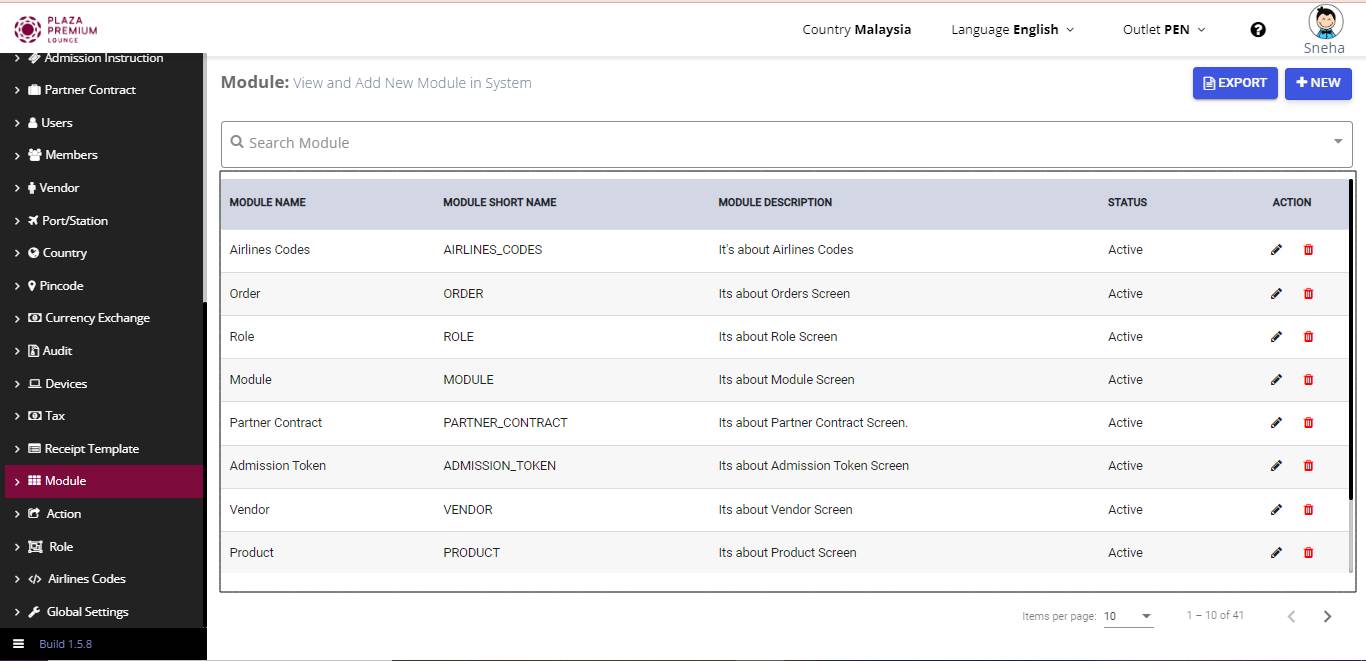 PLAZA
PREMIUM
LOUNGE
Country Malaysia
Language English
Outlet PEN
Sneha
Admission Instruction
Partner Contract
Users
Members
Vendor
Port/Station
Country
Pincode
Currency Exchange
Audit
Devices
Tax
Receipt Template
Module
Action
Role
Airlines Codes
Global Settings
Build 1.5.8
Module: View and Add New Module in System
EXPORT
NEW
Search Module
MODULE NAME MODULE SHORT NAME MODULE DESCRIPTION STATUS ACTION
Airlines Codes AIRLINES_CODES It's about Airlines Codes Active
Order ORDER Its about Orders Screen Active
Role ROLE Its about Role Screen Active
Module MODULE Its about Module Screen Active
Partner Contract PARTNER_CONTRACT Its about Partner Contract Screen. Active
Admission Token ADMISSION_TOKEN Its about Admission Token Screen Active
Vendor VENDOR Its about Vendor Screen Active
Product PRODUCT Its about Product Screen Active
Items per page: 10 1 – 10 of 41